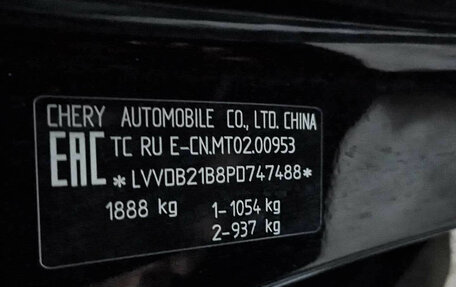 CHERY AUTOMOBILE CO., LTD. CHINA
EAC TC RU E-CN.MT02.00953
*LVVDB21B8PD747488*
1888 kg 1-1054 kg
2-937 kg